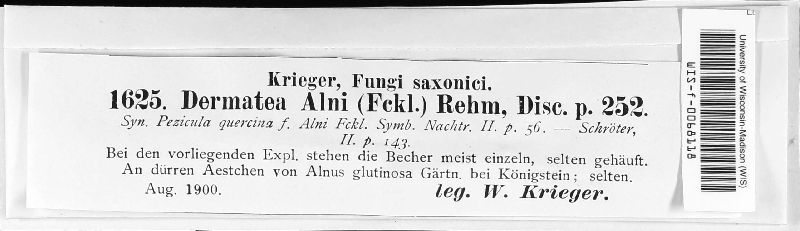 Krieger, Fungi saxonici.
1625. Dermatea Alni (Fckl.) Rehm, Disc. p. 252.
Syn. Pezicula quercina f. Alni Fckl. Symb. Nachtr. II. p. 56. — Schröter,
II. p. 143.
Bei den vorliegenden Expl. stehen die Becher meist einzeln, selten gehäuft.
An dürren Aestchen von Alnus glutinosa Gärtn. bei Königstein; selten.
Aug. 1900. leg. W. Krieger.
WIS-f-0068118
University of Wisconsin-Madison (WIS)